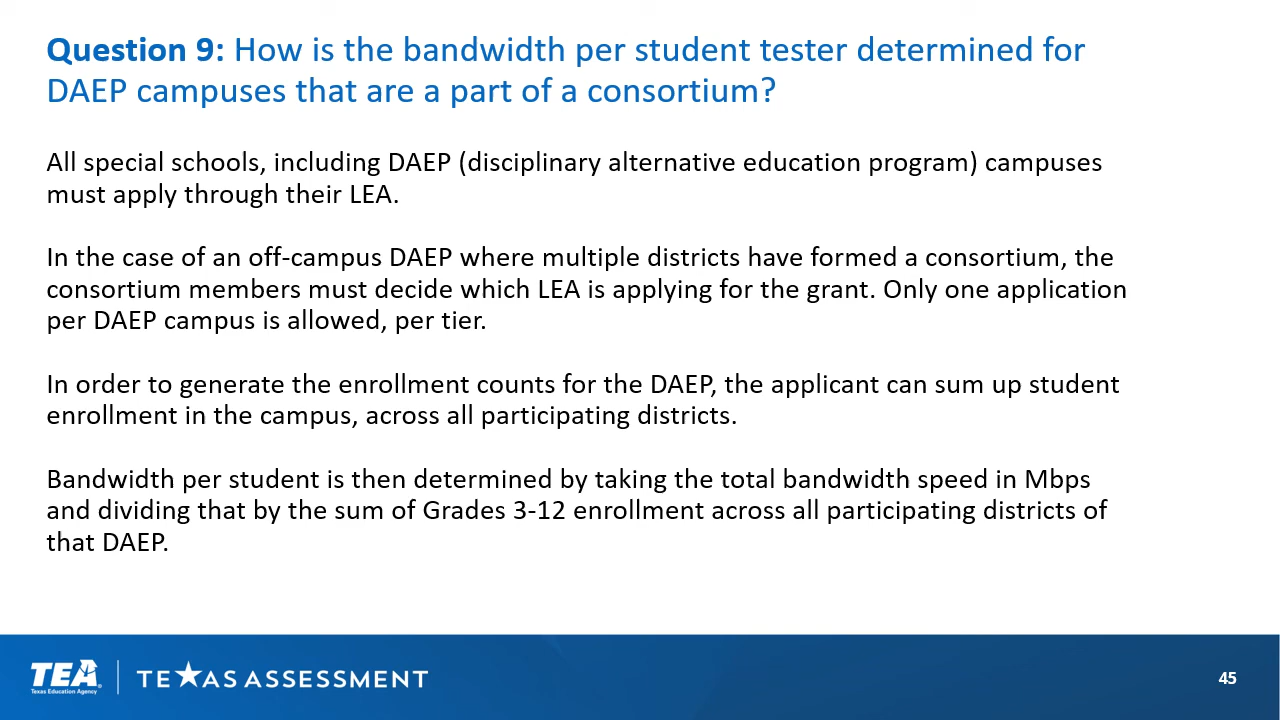 Question 9: How is the bandwidth per student tester determined for
DAEP campuses that are a part of a consortium?
All special schools, including DAEP (disciplinary alternative education program) campuses
must apply through their LEA.
In the case of an off-campus DAEP where multiple districts have formed a consortium, the
consortium members must decide which LEA is applying for the grant. Only one application
per DAEP campus is allowed, per tier.
In order to generate the enrollment counts for the DAEP, the applicant can sum up student
enrollment in the campus, across all participating districts.
Bandwidth per student is then determined by taking the total bandwidth speed in Mbps
and dividing that by the sum of Grades 3-12 enrollment across all participating districts of
that DAEP.
TEA
Texas Education Agency
TEXAS ASSESSMENT
45